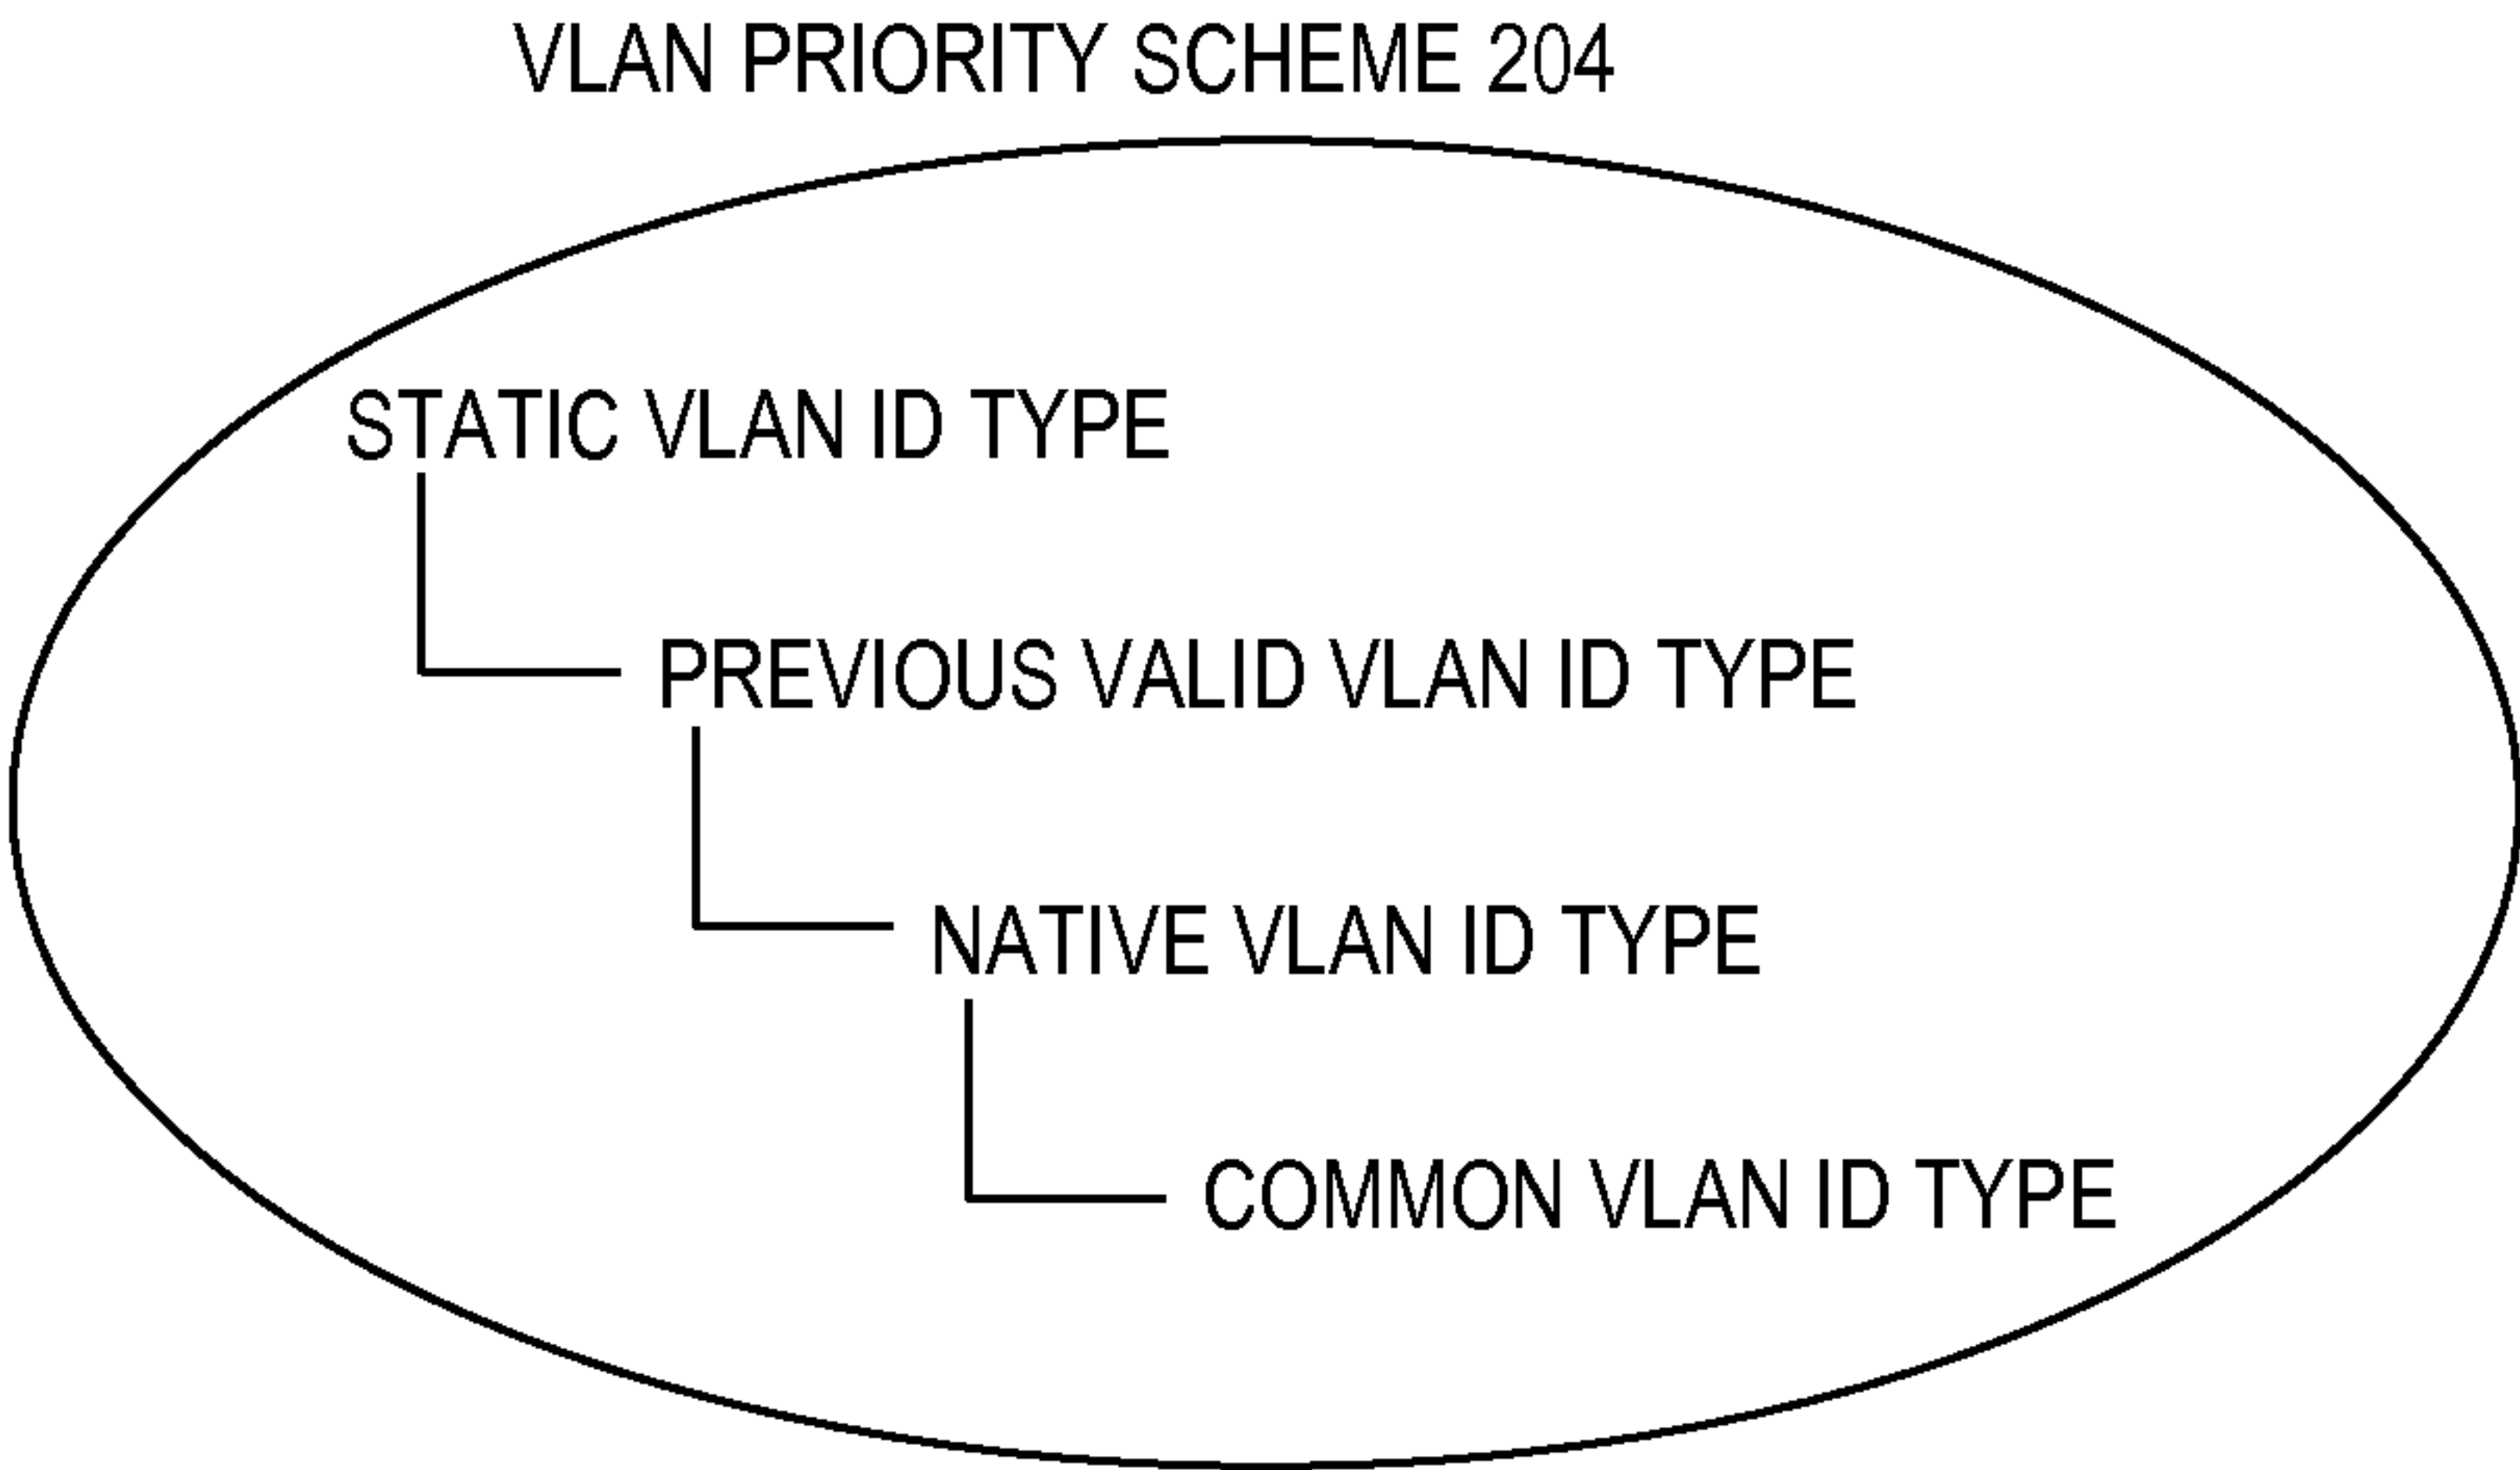 VLAN PRIORITY SCHEME 204
STATIC VLAN ID TYPE
PREVIOUS VALID VLAN ID TYPE
NATIVE VLAN ID TYPE
COMMON VLAN ID TYPE